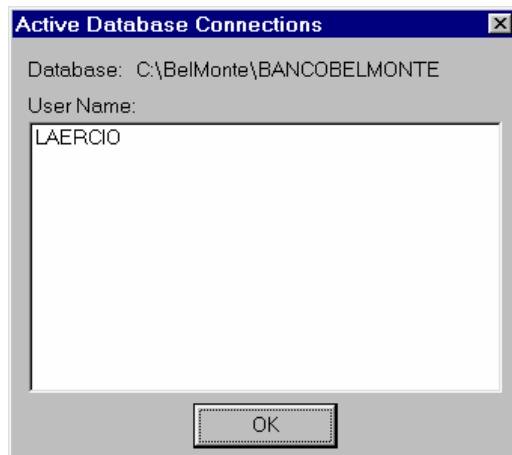 Active Database Connections
Database: C:\BelMonte\BANCOBELMONTE
User Name:
LAERCIO
OK